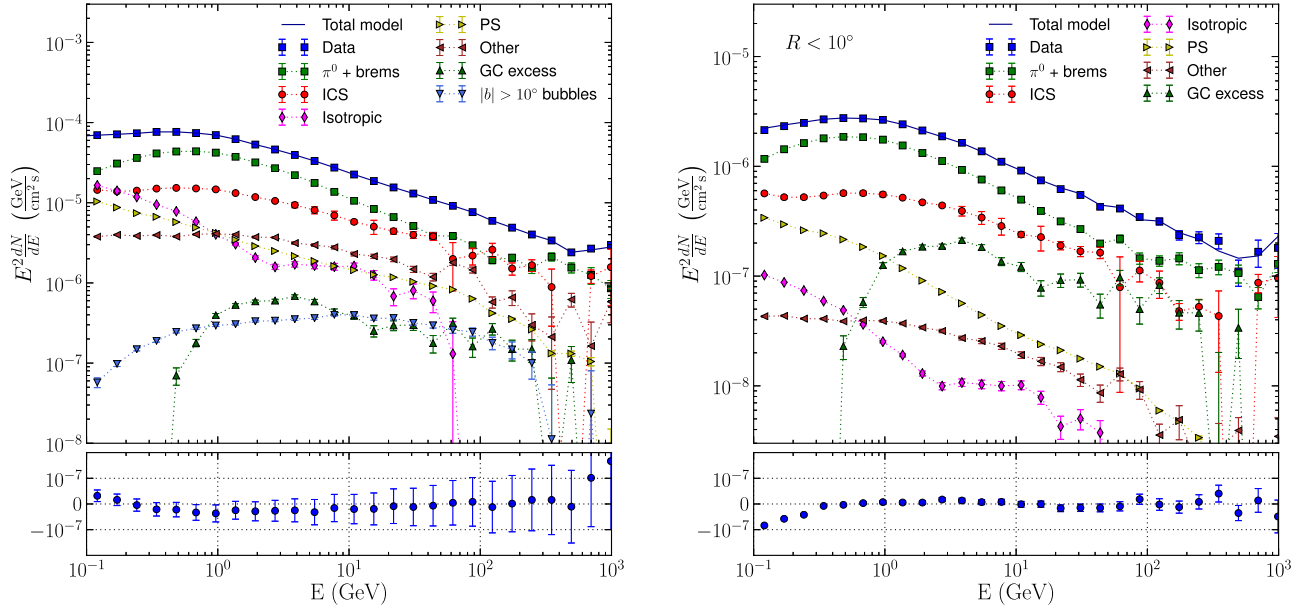 Total model
Data
π⁰ + brems
ICS
Isotropic
PS
Other
GC excess
|b| > 10° bubbles
10⁻³
10⁻⁴
10⁻⁵
10⁻⁶
10⁻⁷
10⁻⁸
E² dN/dE (GeV/cm² s)
10⁻⁷
0
−10⁻⁷
10⁻¹ 10⁰ 10¹ 10² 10³
E (GeV)
R < 10°
Total model
Data
π⁰ + brems
ICS
Isotropic
PS
Other
GC excess
10⁻⁵
10⁻⁶
10⁻⁷
10⁻⁸
E² dN/dE (GeV/cm² s)
10⁻⁷
0
−10⁻⁷
10⁻¹ 10⁰ 10¹ 10² 10³
E (GeV)